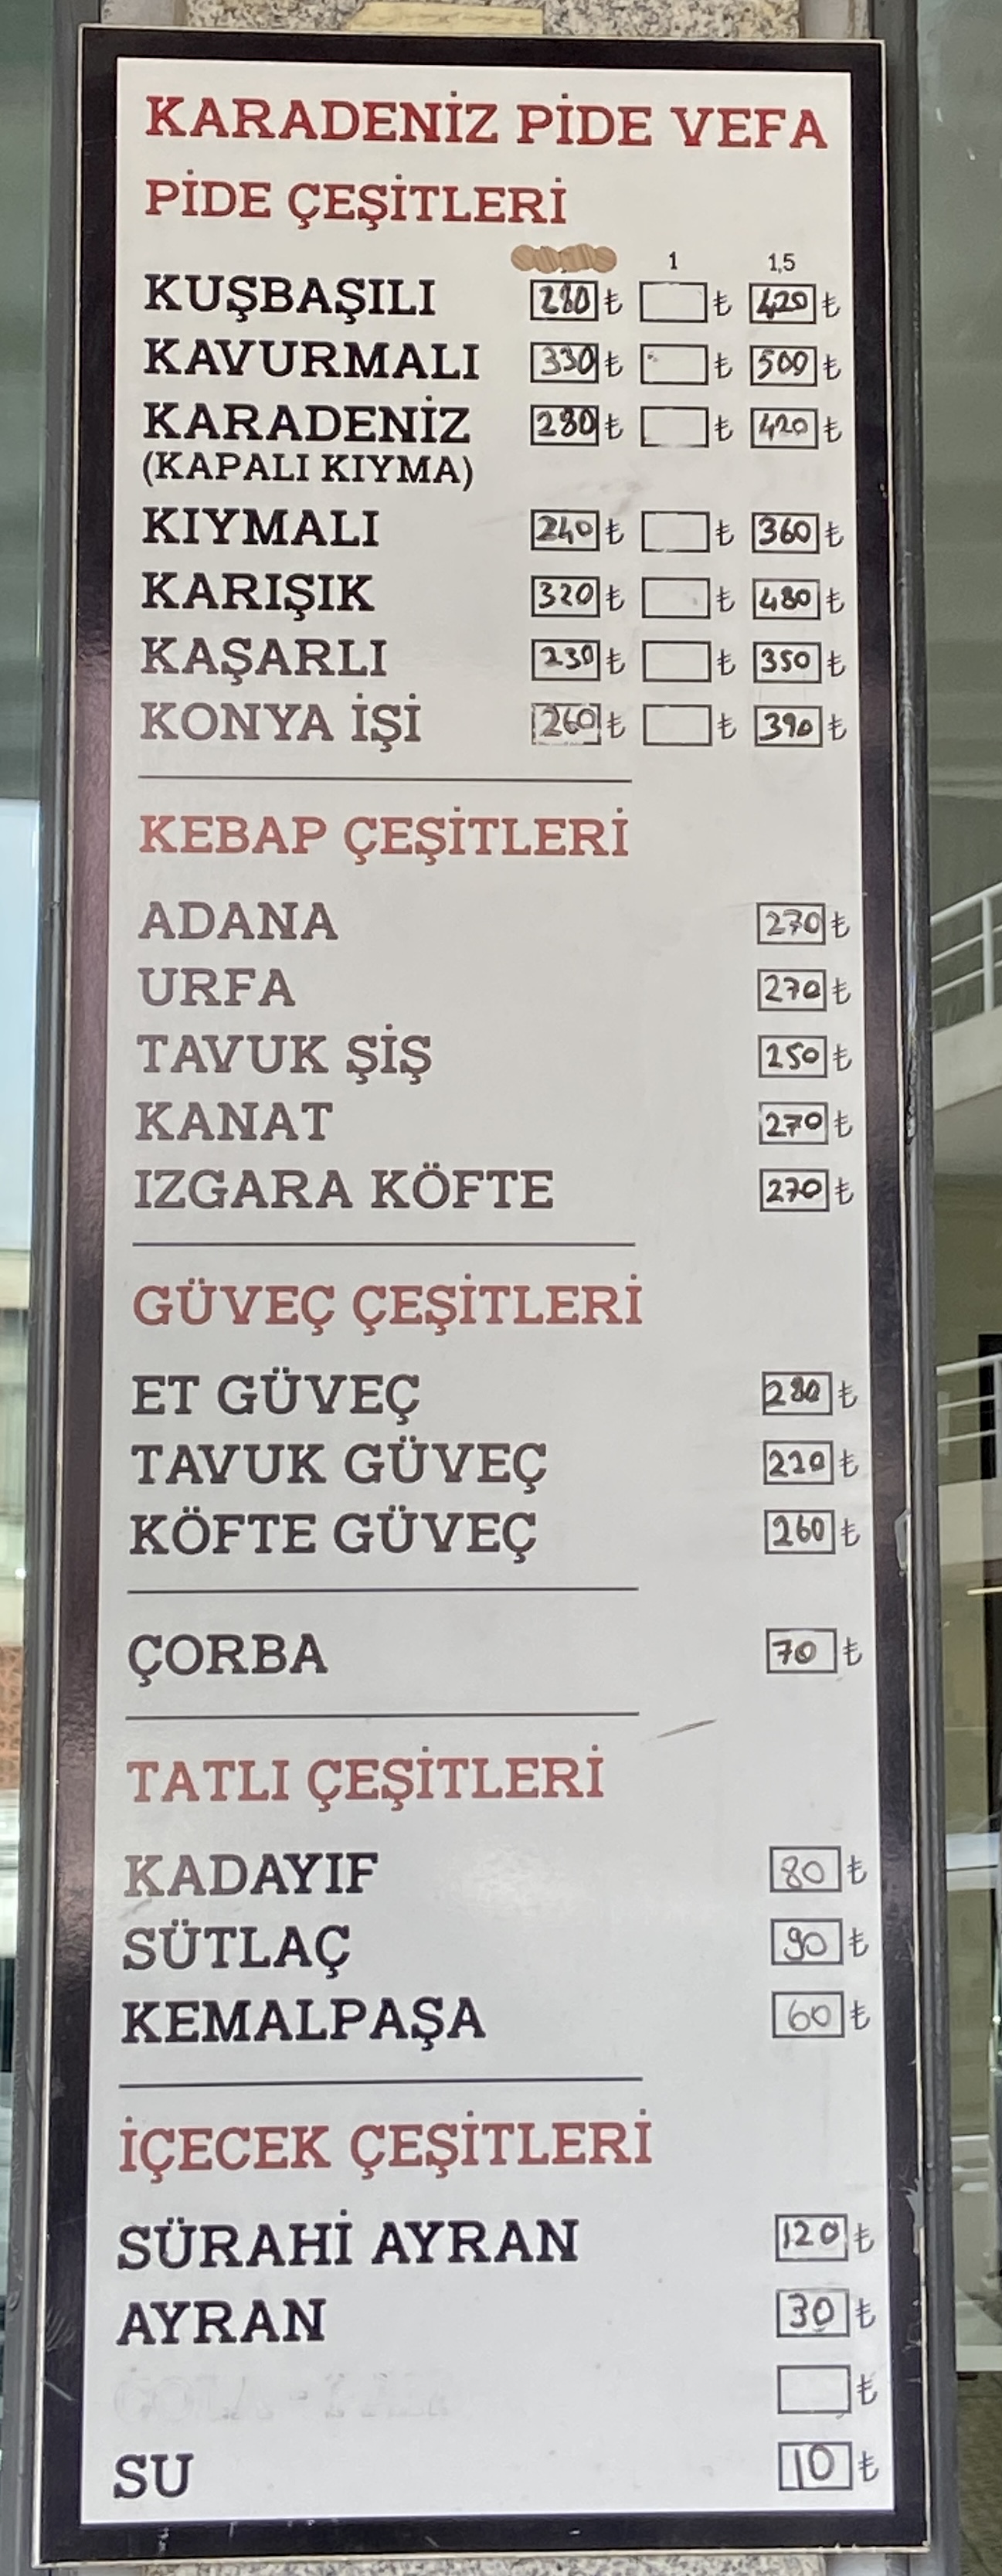 KARADENİZ PİDE VEFA
PİDE ÇEŞİTLERİ
1 1,5
KUŞBAŞILI 280 ₺ ₺ 420 ₺
KAVURMALI 330 ₺ ₺ 500 ₺
KARADENİZ 280 ₺ ₺ 420 ₺
(KAPALI KIYMA)
KIYMALI 240 ₺ ₺ 360 ₺
KARIŞIK 320 ₺ ₺ 480 ₺
KAŞARLI 230 ₺ ₺ 350 ₺
KONYA İŞİ 260 ₺ ₺ 390 ₺
KEBAP ÇEŞİTLERİ
ADANA 270 ₺
URFA 270 ₺
TAVUK ŞİŞ 250 ₺
KANAT 270 ₺
IZGARA KÖFTE 270 ₺
GÜVEÇ ÇEŞİTLERİ
ET GÜVEÇ 280 ₺
TAVUK GÜVEÇ 220 ₺
KÖFTE GÜVEÇ 260 ₺
ÇORBA 70 ₺
TATLI ÇEŞİTLERİ
KADAYIF 80 ₺
SÜTLAÇ 90 ₺
KEMALPAŞA 60 ₺
İÇECEK ÇEŞİTLERİ
SÜRAHİ AYRAN 120 ₺
AYRAN 30 ₺
₺
SU 10 ₺